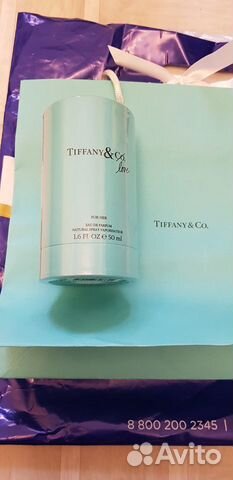 TIFFANY & CO.
love
FOR HER
EAU DE PARFUM
NATURAL SPRAY VAPORISATEUR
1.6 FL OZ ℮ 50 ml
TIFFANY & CO.
8 800 200 2345
Avito